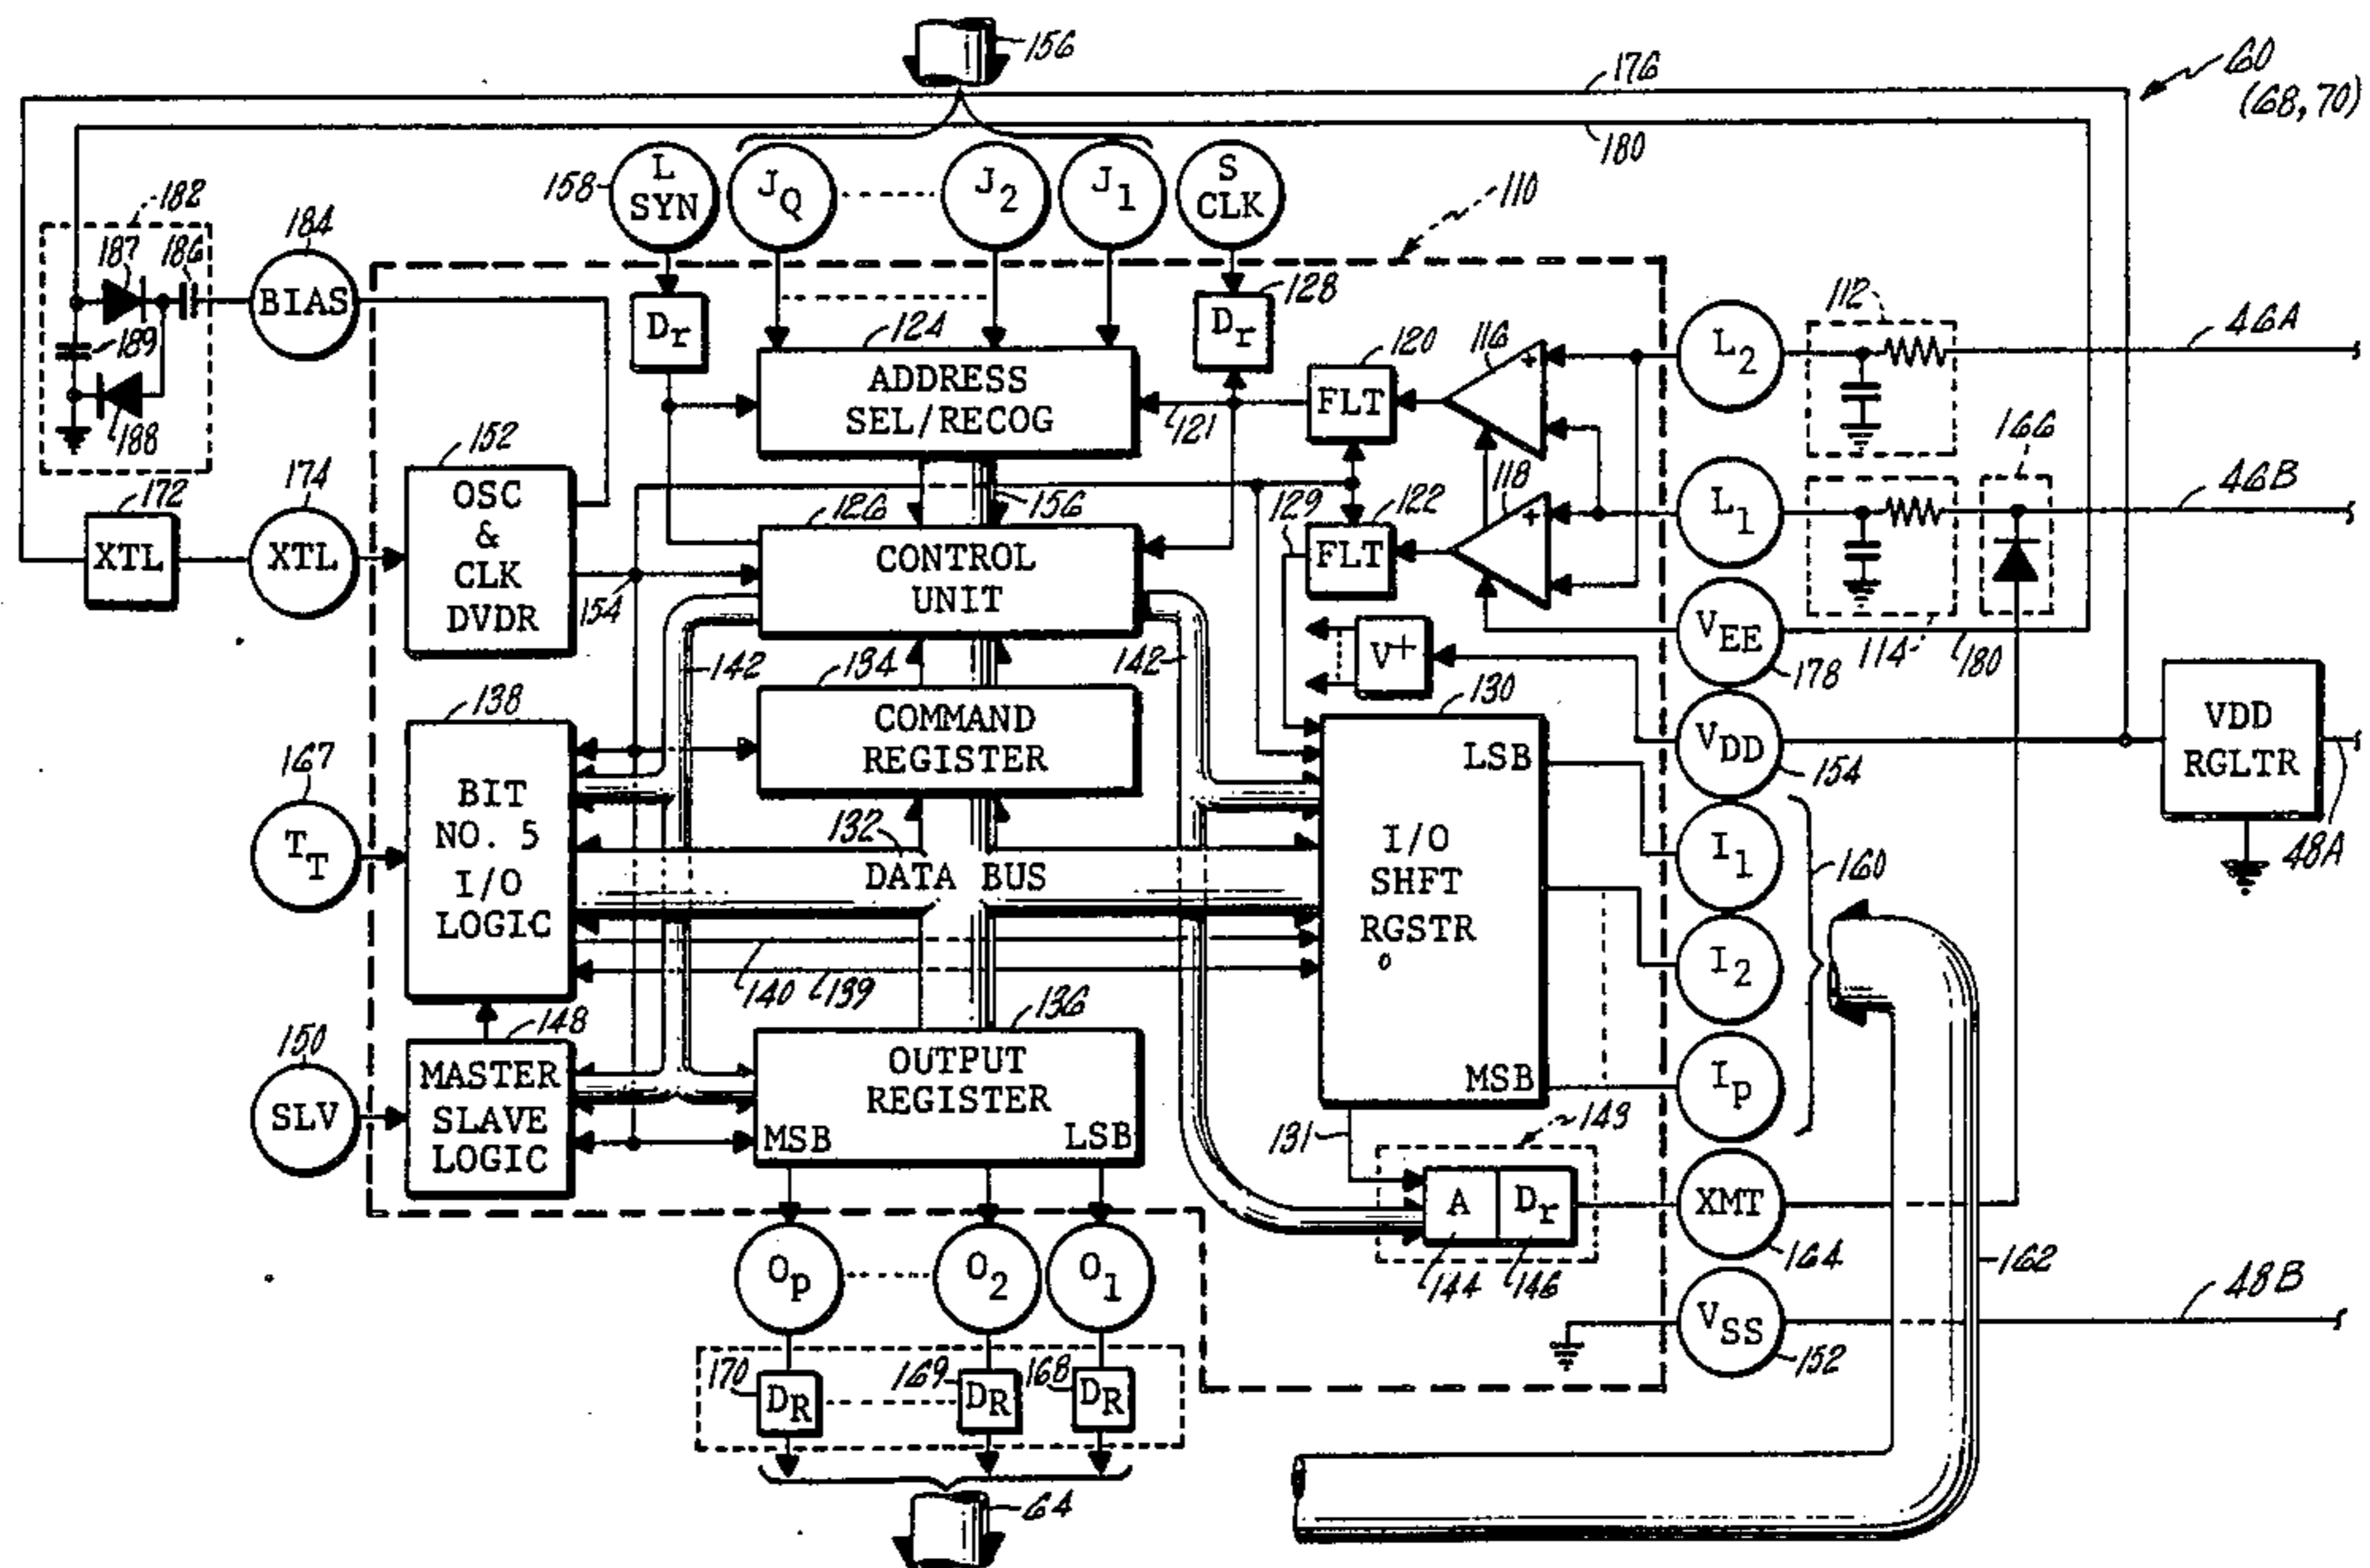 156
176
60
(68, 70)
180
L
SYN
158
JQ
J2
J1
S
CLK
110
182
187
186
184
BIAS
189
188
Dr
128
Dr
124
ADDRESS
SEL/RECOG
121
120
FLT
116
+
L2
112
46A
166
152
OSC
&
CLK
DVDR
172
XTL
174
XTL
154
156
126
CONTROL
UNIT
129
122
FLT
118
+
L1
46B
114
VEE
178
180
142
134
142
V+
138
COMMAND
REGISTER
130
VDD
154
VDD
RGLTR
48A
167
TT
BIT
NO. 5
I/O
LOGIC
132
DATA BUS
LSB
I/O
SHFT
RGSTR
MSB
I1
I2
Ip
160
140
139
136
150
SLV
148
MASTER
SLAVE
LOGIC
OUTPUT
REGISTER
MSB
LSB
131
143
A
Dr
144
146
XMT
164
162
48B
VSS
152
Op
O2
O1
170
DR
169
DR
168
DR
64